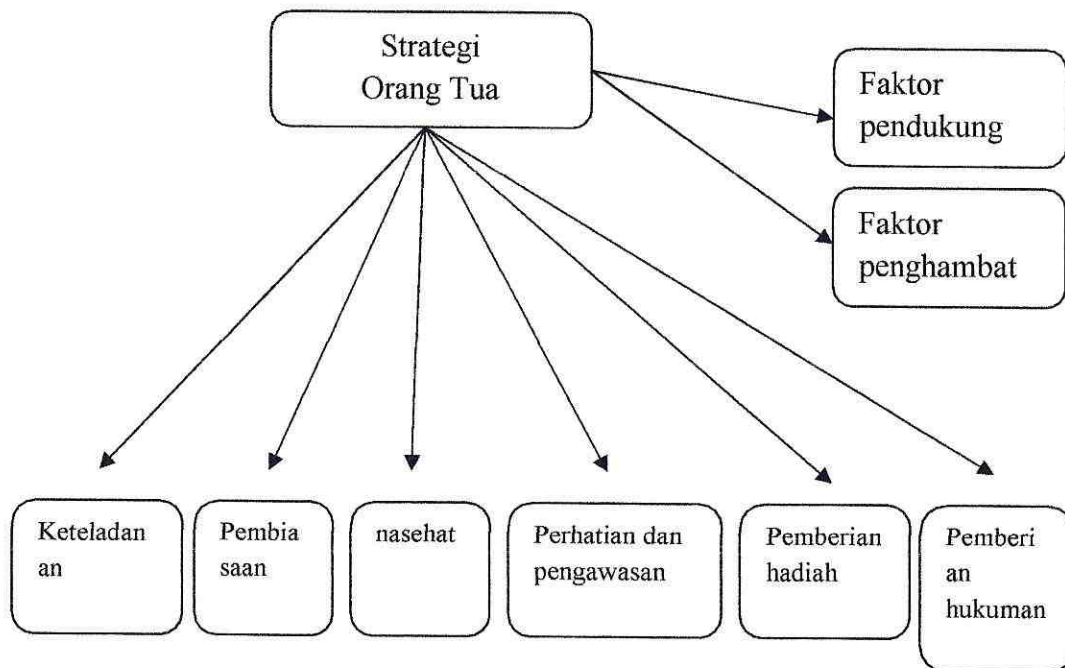 Strategi
Orang Tua
Faktor
pendukung
Faktor
penghambat
Keteladan
an
Pembia
saan
nasehat
Perhatian dan
pengawasan
Pemberian
hadiah
Pemberi
an
hukuman